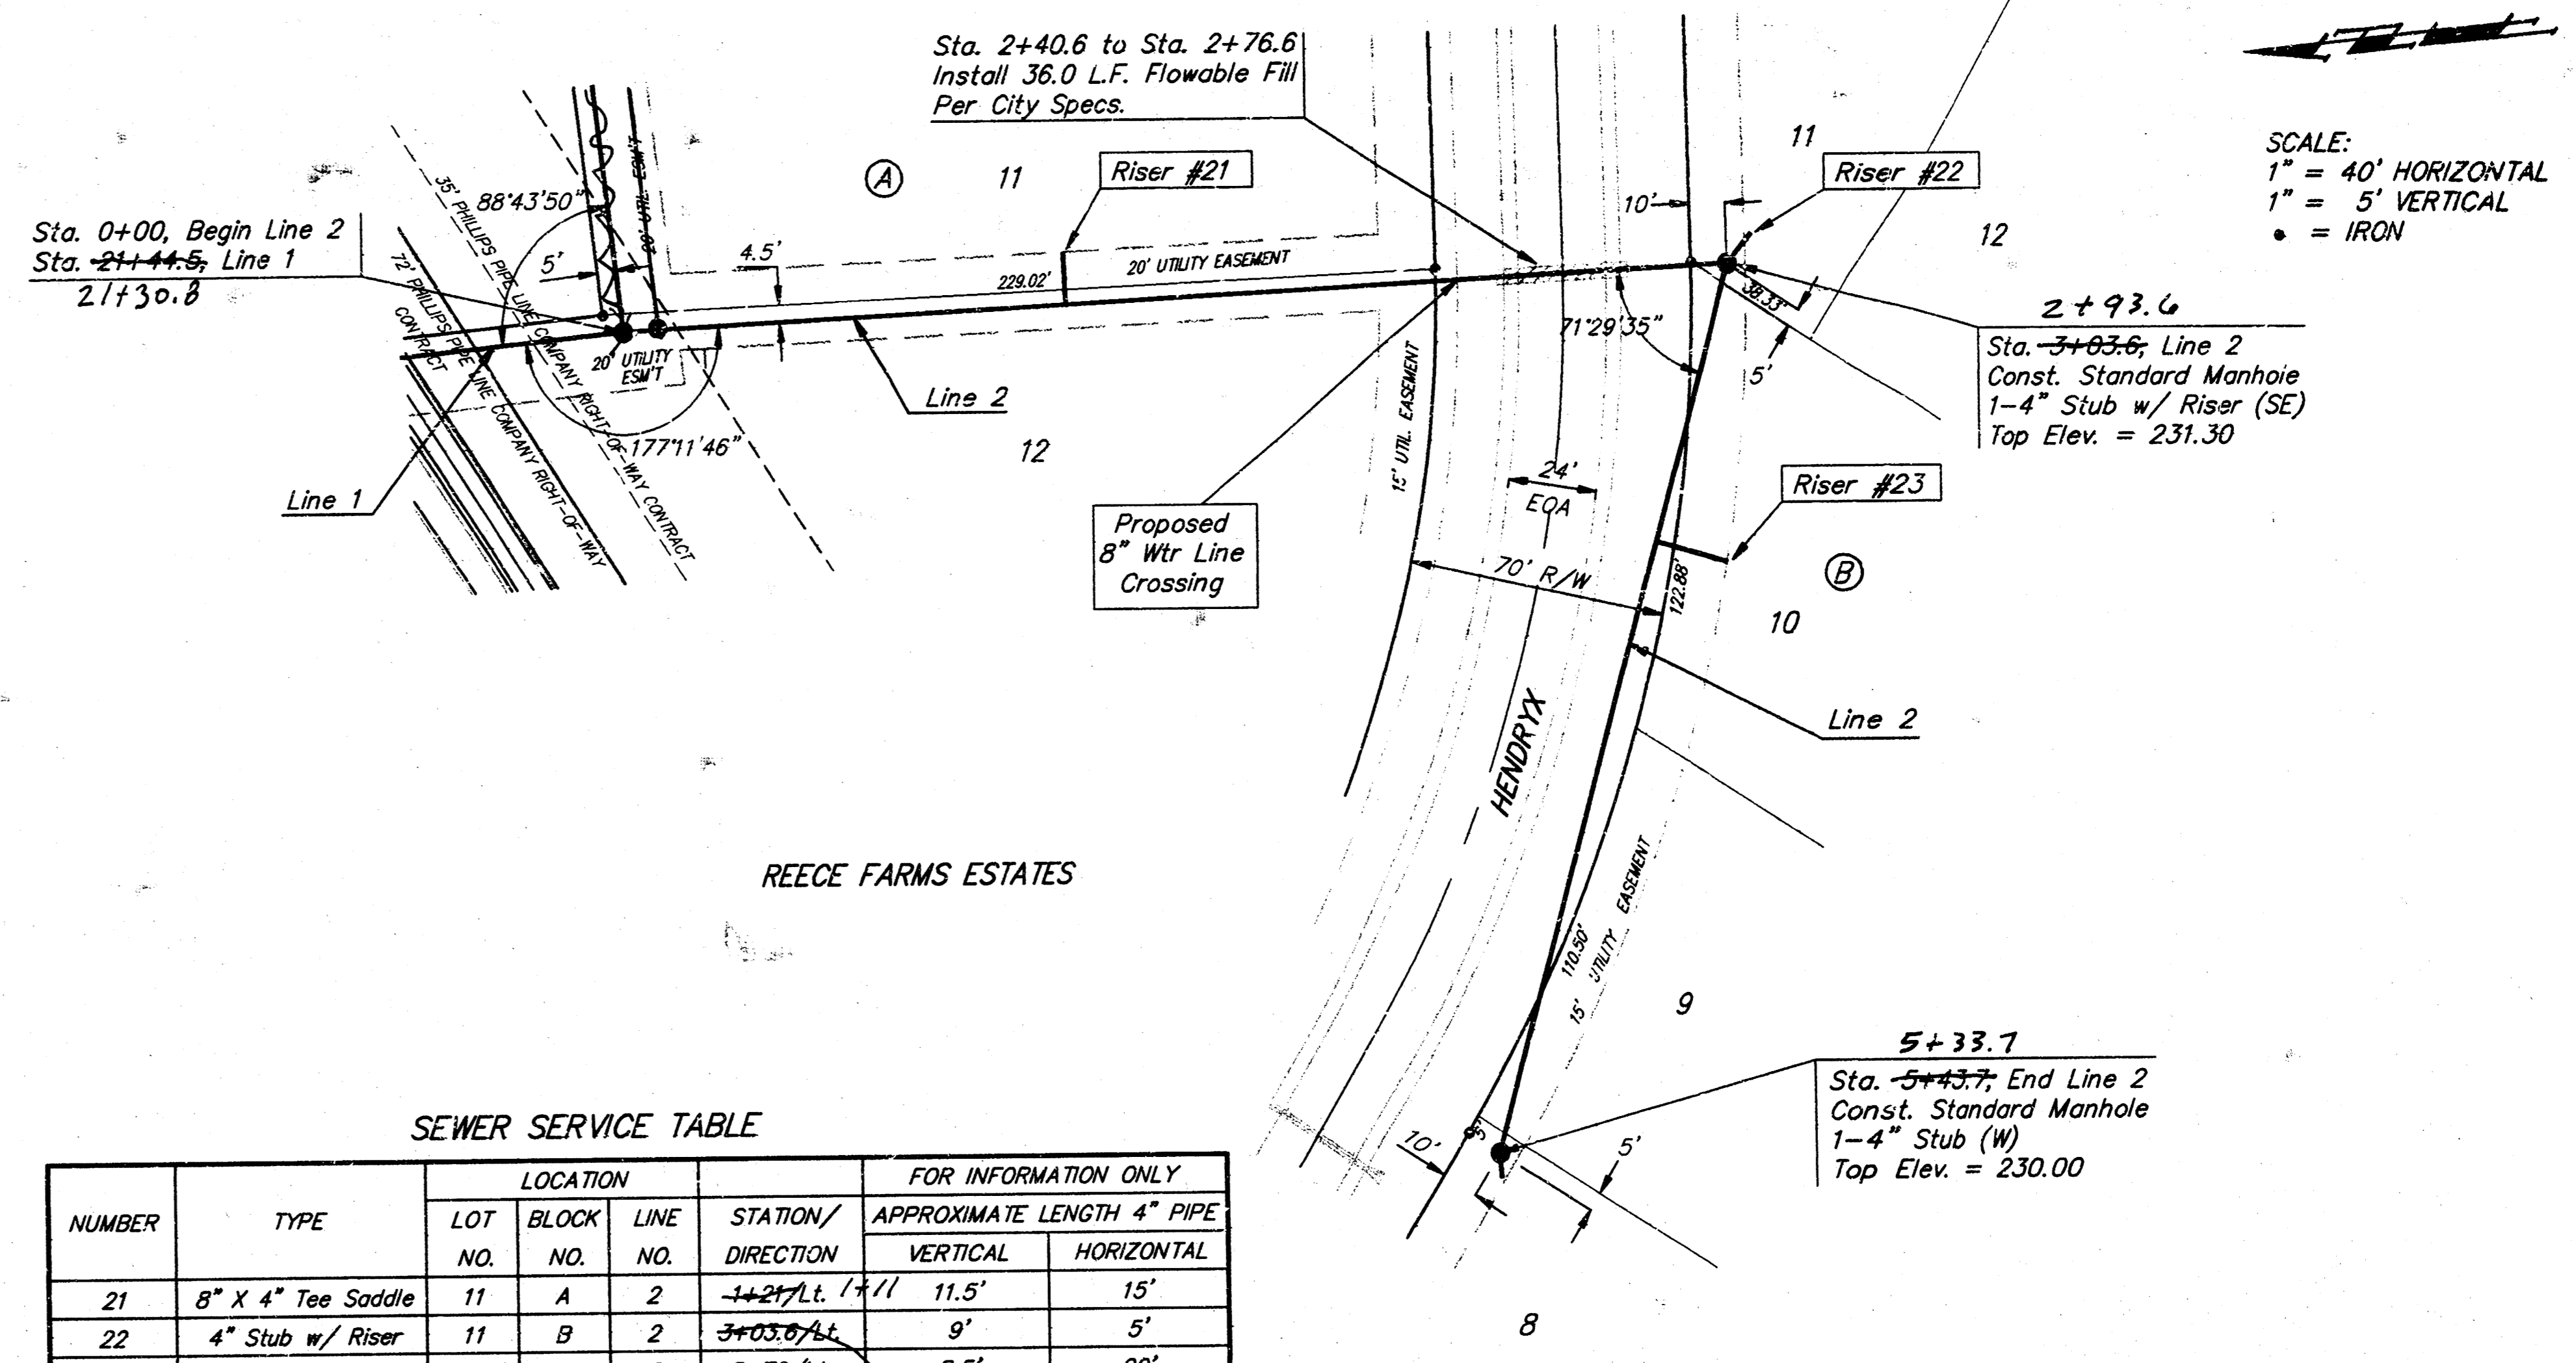 Sta. 2+40.6 to Sta. 2+76.6
Install 36.0 L.F. Flowable Fill
Per City Specs.
SCALE:
1" = 40' HORIZONTAL
1" = 5' VERTICAL
• = IRON
Sta. 0+00, Begin Line 2
Sta. 21+44.5, Line 1
21+30.8
88°43'50"
35' PHILLIPS PIPE LINE COMPANY RIGHT-OF-WAY CONTRACT
72' PHILLIPS PIPE LINE COMPANY RIGHT-OF-WAY
CONTRACT
5'
20' UTIL. ESM'T
20' UTILITY
ESM'T
177°11'46"
Line 1
4.5'
A
11
Riser #21
229.02'
20' UTILITY EASEMENT
Line 2
12
Proposed
8" Wtr Line
Crossing
15' UTIL. EASEMENT
24'
EOA
70' R/W
HENDRYX
10'
11
Riser #22
12
38.33'
71°29'35"
5'
2+93.6
Sta. 3+03.6, Line 2
Const. Standard Manhole
1-4" Stub w/ Riser (SE)
Top Elev. = 231.30
Riser #23
B
122.88'
10
Line 2
110.50'
15' UTILITY EASEMENT
9
5+33.7
Sta. 5+43.7, End Line 2
Const. Standard Manhole
1-4" Stub (W)
Top Elev. = 230.00
10'
5'
5'
8
REECE FARMS ESTATES
SEWER SERVICE TABLE
NUMBER TYPE LOCATION FOR INFORMATION ONLY
LOT NO. BLOCK NO. LINE NO. STATION/ DIRECTION APPROXIMATE LENGTH 4" PIPE
VERTICAL HORIZONTAL
21 8" X 4" Tee Saddle 11 A 2 1+21/Lt. 1+11 11.5' 15'
22 4" Stub w/ Riser 11 B 2 3+03.6/Lt. 9' 5'